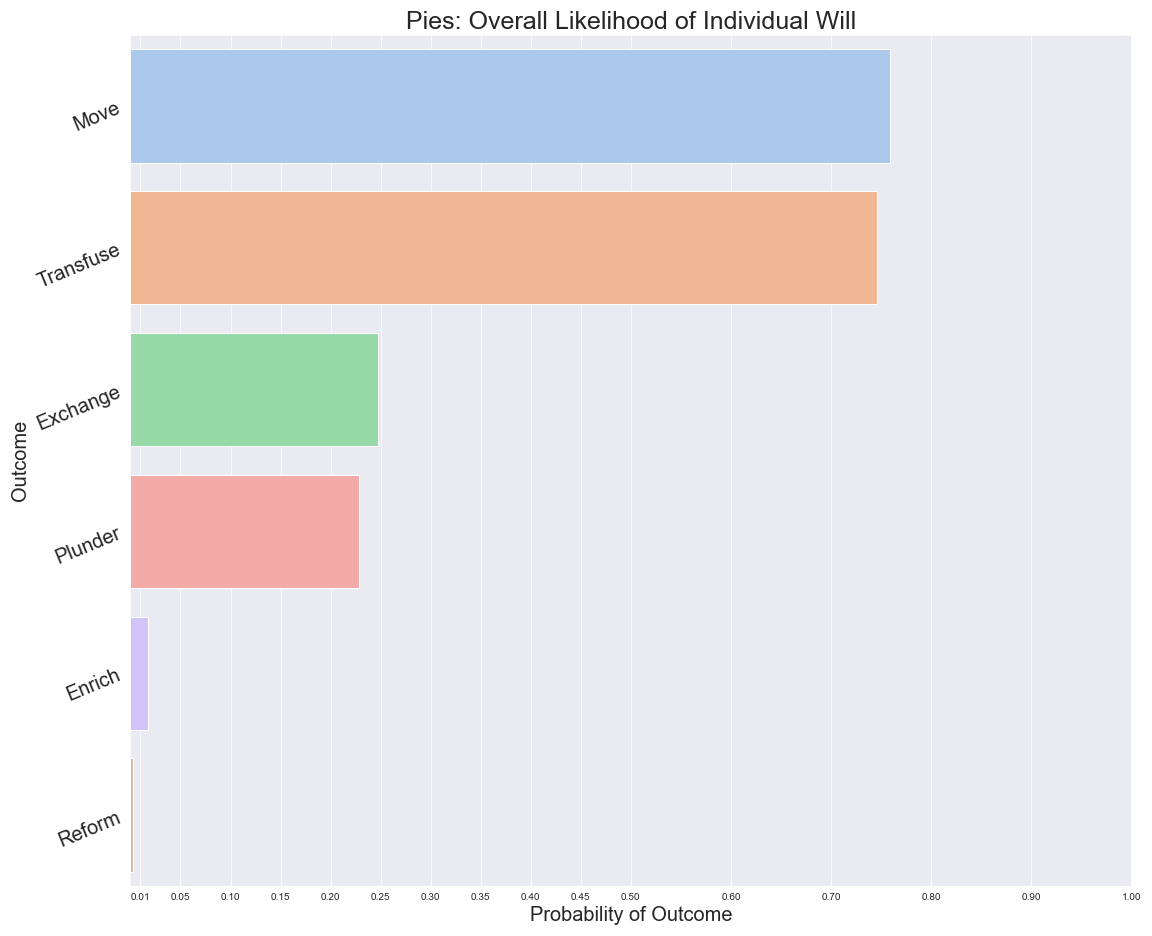 Pies: Overall Likelihood of Individual Will
Outcome
Move
Transfuse
Exchange
Plunder
Enrich
Reform
0.01 0.05 0.10 0.15 0.20 0.25 0.30 0.35 0.40 0.45 0.50 0.60 0.70 0.80 0.90 1.00
Probability of Outcome